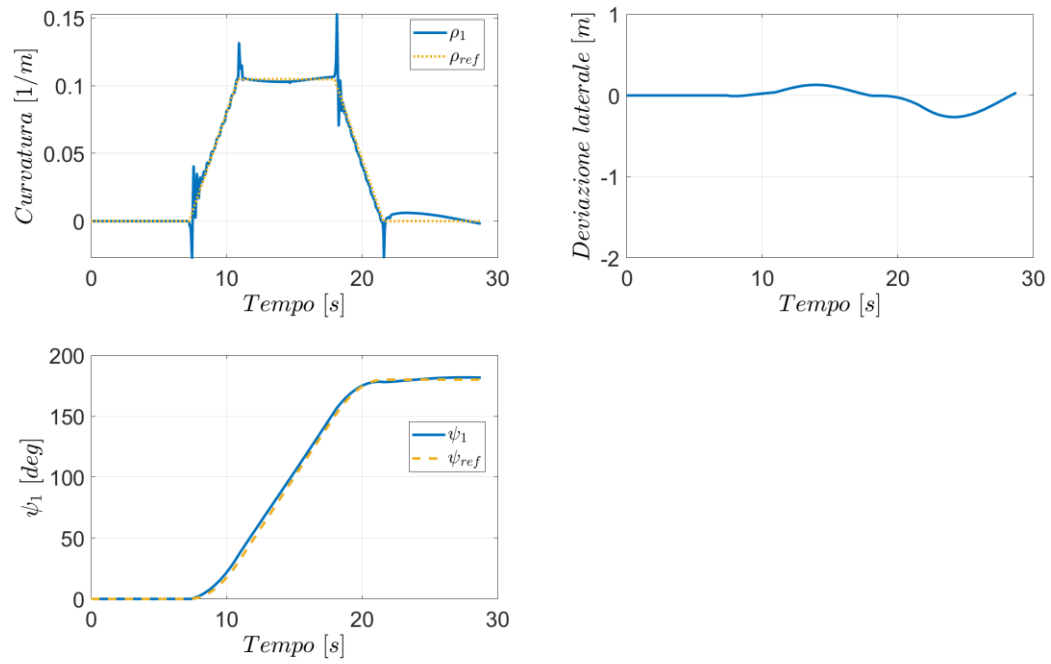 0.15
0.1
0.05
0
Curvatura [1/m]
ρ1
ρref
0 10 20 30
Tempo [s]
1
0
-1
-2
Deviazione laterale [m]
0 10 20 30
Tempo [s]
200
150
100
50
0
ψ1 [deg]
ψ1
ψref
0 10 20 30
Tempo [s]